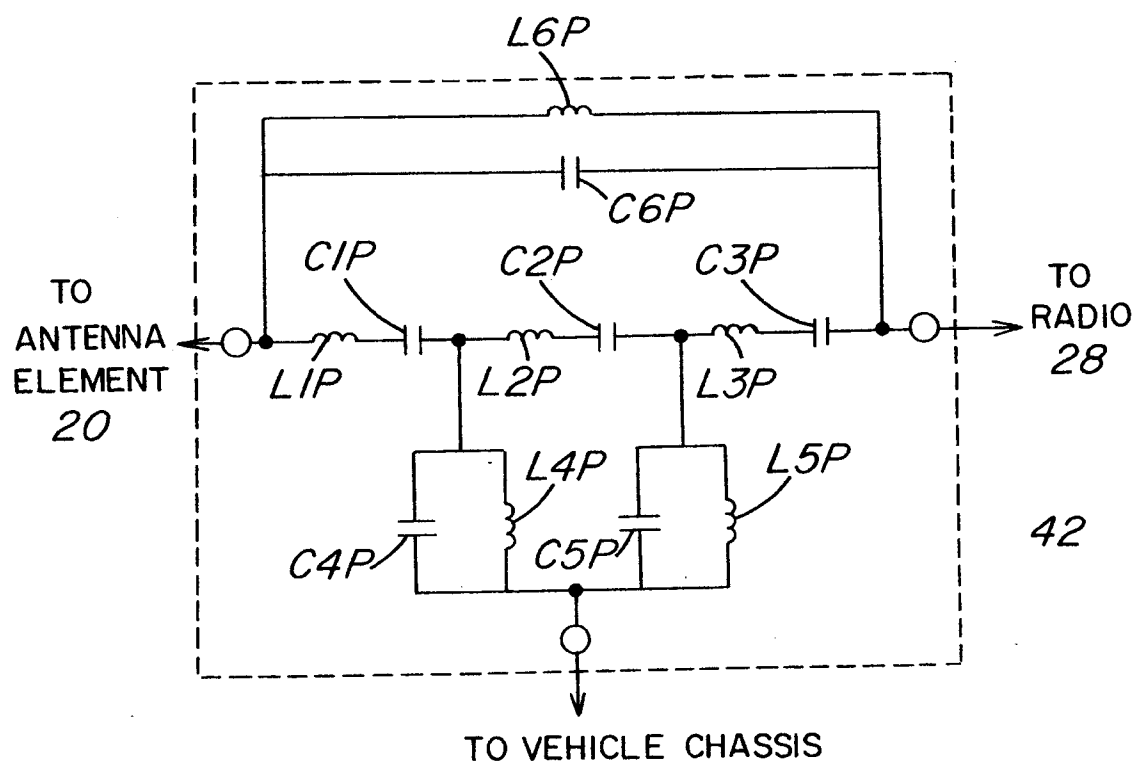 L6P
C6P
C1P
C2P
C3P
TO
ANTENNA
ELEMENT
20
TO
RADIO
28
L1P
L2P
L3P
L4P
L5P
C4P
C5P
42
TO VEHICLE CHASSIS